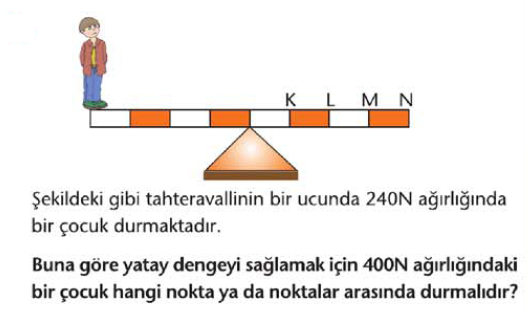 K L M N
Şekildeki gibi tahteravallinin bir ucunda 240N ağırlığında
bir çocuk durmaktadır.
Buna göre yatay dengeyi sağlamak için 400N ağırlığındaki
bir çocuk hangi nokta ya da noktalar arasında durmalıdır?